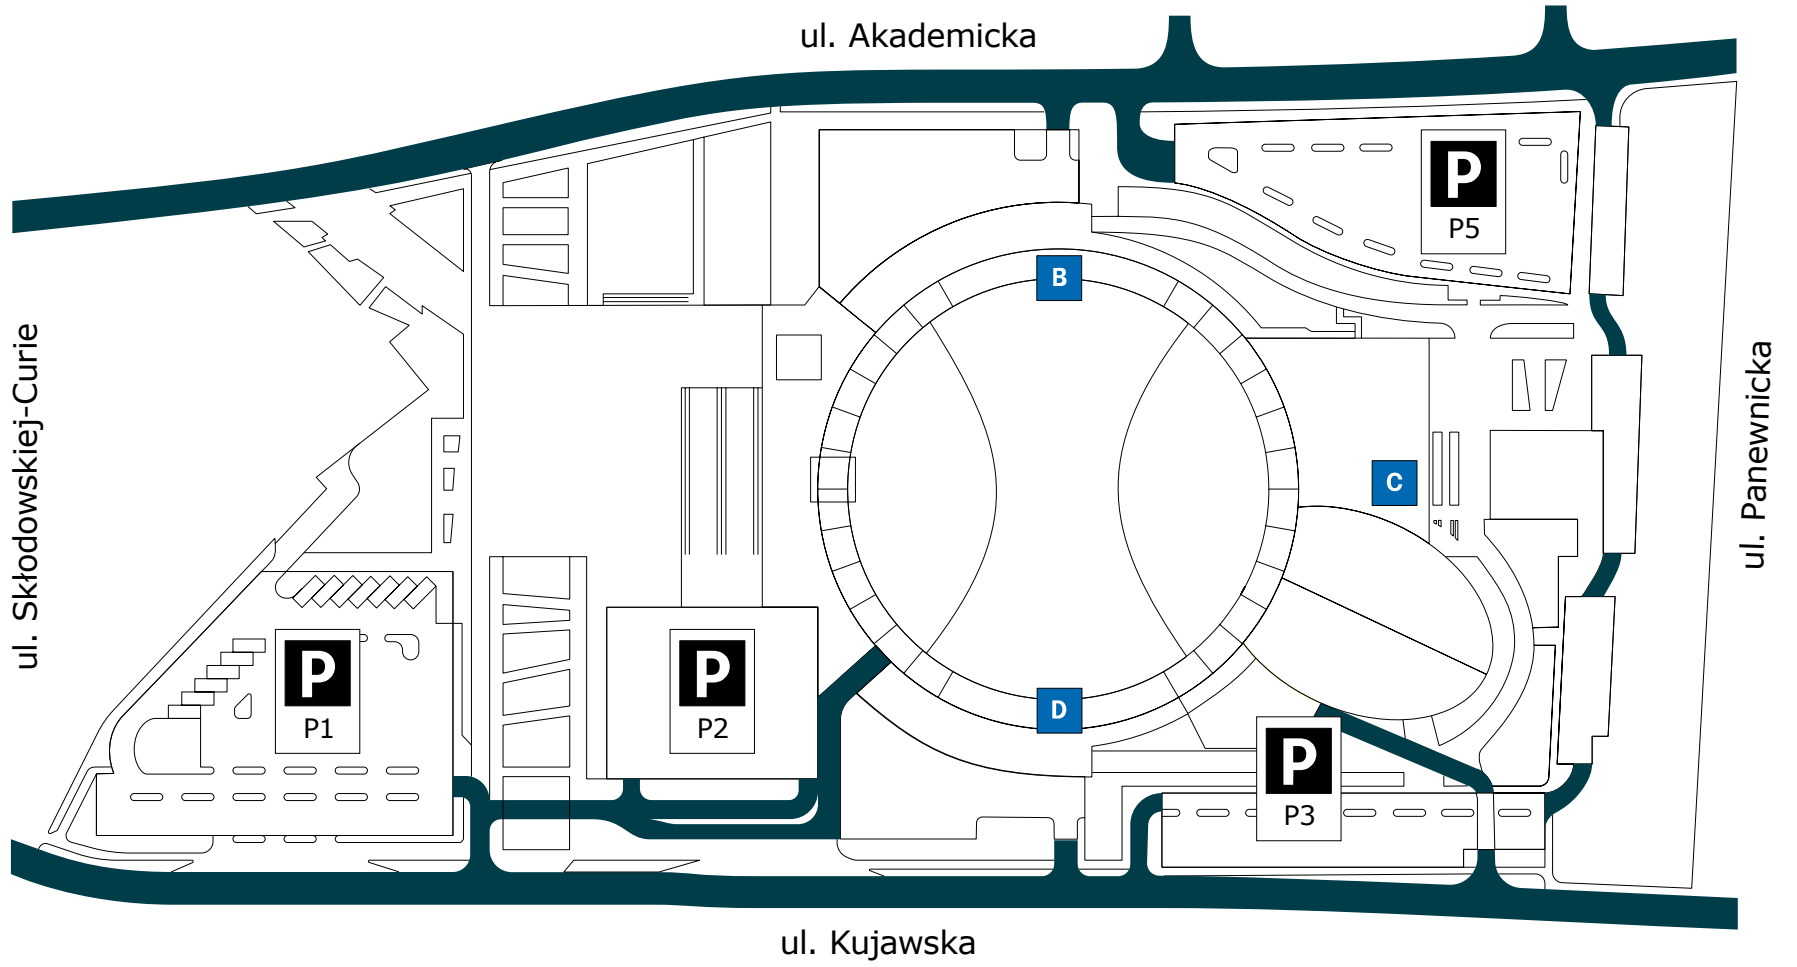 ul. Akademicka
P
P5
B
ul. Skłodowskiej-Curie
ul. Panewnicka
C
P
P1
P
P2
D
P
P3
ul. Kujawska